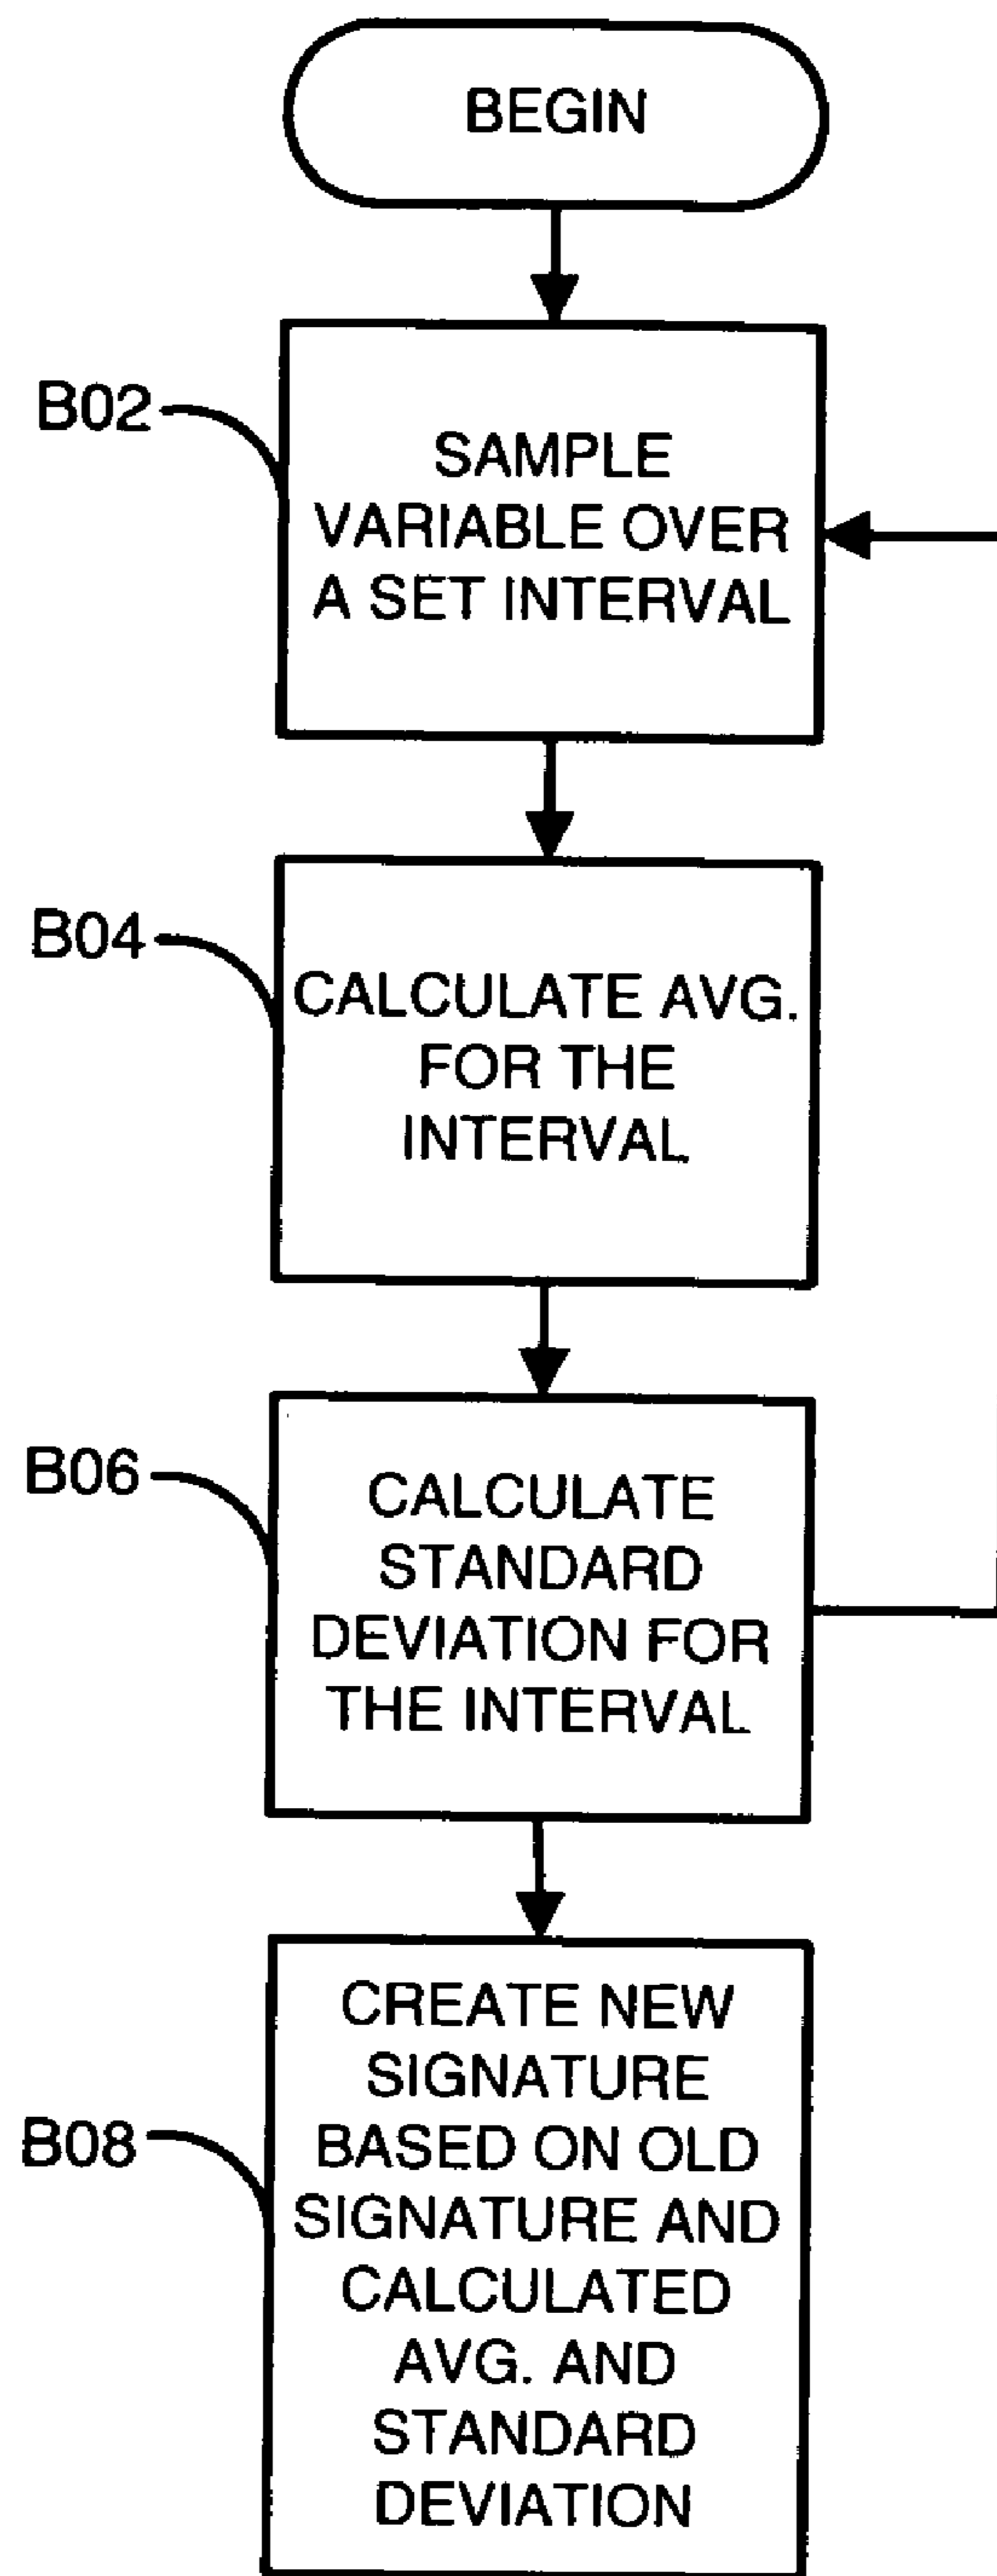 BEGIN
B02
SAMPLE
VARIABLE OVER
A SET INTERVAL
B04
CALCULATE AVG.
FOR THE
INTERVAL
B06
CALCULATE
STANDARD
DEVIATION FOR
THE INTERVAL
B08
CREATE NEW
SIGNATURE
BASED ON OLD
SIGNATURE AND
CALCULATED
AVG. AND
STANDARD
DEVIATION